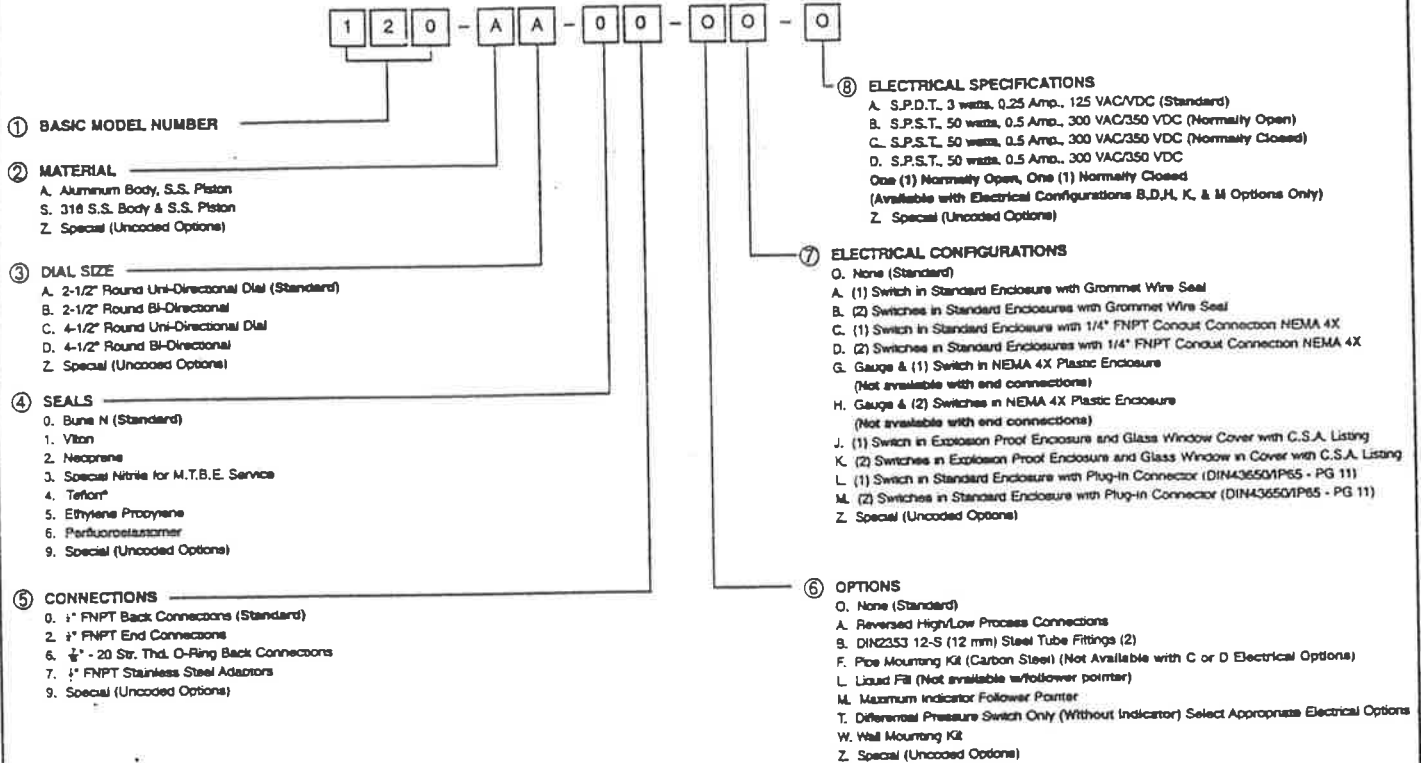 120-AA-00-OO-O
① BASIC MODEL NUMBER
② MATERIAL
A. Aluminum Body, S.S. Piston
S. 316 S.S. Body & S.S. Piston
Z. Special (Uncoded Options)
③ DIAL SIZE
A. 2-1/2" Round Uni-Directional Dial (Standard)
B. 2-1/2" Round Bi-Directional
C. 4-1/2" Round Uni-Directional Dial
D. 4-1/2" Round Bi-Directional
Z. Special (Uncoded Options)
④ SEALS
0. Buna N (Standard)
1. Viton
2. Neoprene
3. Special Nitrile for M.T.B.E. Service
4. Teflon®
5. Ethylene Propylene
6. Perfluoroelastomer
9. Special (Uncoded Options)
⑤ CONNECTIONS
0. FNPT Back Connections (Standard)
2. FNPT End Connections
6. - 20 Str. Thd. O-Ring Back Connections
7. FNPT Stainless Steel Adaptors
9. Special (Uncoded Options)
⑧ ELECTRICAL SPECIFICATIONS
A. S.P.D.T., 3 watts, 0.25 Amp., 125 VAC/VDC (Standard)
B. S.P.S.T., 50 watts, 0.5 Amp., 300 VAC/350 VDC (Normally Open)
C. S.P.S.T., 50 watts, 0.5 Amp., 300 VAC/350 VDC (Normally Closed)
D. S.P.S.T., 50 watts, 0.5 Amp., 300 VAC/350 VDC
One (1) Normally Open, One (1) Normally Closed
(Available with Electrical Configurations B,D,H, K, & M Options Only)
Z. Special (Uncoded Options)
⑦ ELECTRICAL CONFIGURATIONS
O. None (Standard)
A. (1) Switch in Standard Enclosure with Grommet Wire Seal
B. (2) Switches in Standard Enclosures with Grommet Wire Seal
C. (1) Switch in Standard Enclosure with 1/4" FNPT Conduit Connection NEMA 4X
D. (2) Switches in Standard Enclosures with 1/4" FNPT Conduit Connection NEMA 4X
G. Gauge & (1) Switch in NEMA 4X Plastic Enclosure
(Not available with end connections)
H. Gauge & (2) Switches in NEMA 4X Plastic Enclosure
(Not available with end connections)
J. (1) Switch in Explosion Proof Enclosure and Glass Window Cover with C.S.A. Listing
K. (2) Switches in Explosion Proof Enclosure and Glass Window in Cover with C.S.A. Listing
L. (1) Switch in Standard Enclosure with Plug-In Connector (DIN43650/IP65 - PG 11)
M. (2) Switches in Standard Enclosure with Plug-In Connector (DIN43650/IP65 - PG 11)
Z. Special (Uncoded Options)
⑥ OPTIONS
O. None (Standard)
A. Reversed High/Low Process Connections
B. DIN2353 12-S (12 mm) Steel Tube Fittings (2)
F. Pipe Mounting Kit (Carbon Steel) (Not Available with C or D Electrical Options)
L. Liquid Fill (Not available w/follower pointer)
M. Maximum Indicator Follower Pointer
T. Differential Pressure Switch Only (Without Indicator) Select Appropriate Electrical Options
W. Wall Mounting Kit
Z. Special (Uncoded Options)